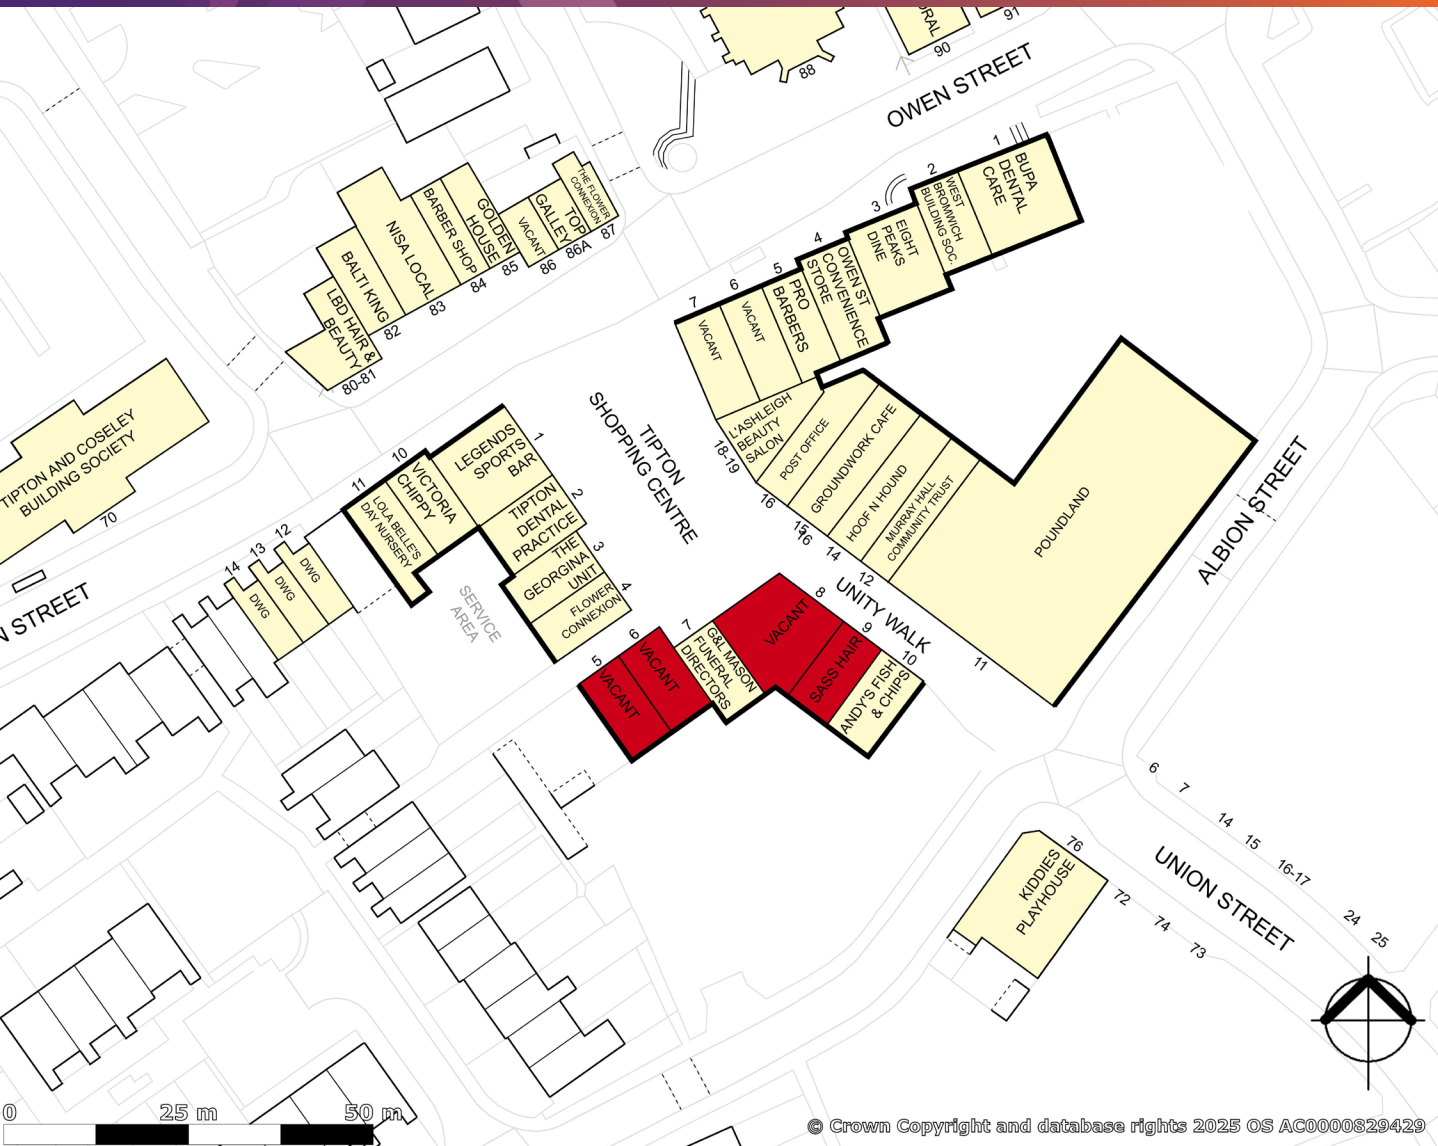 ORAL
90
91
88
OWEN STREET
1
BUPA
DENTAL
CARE
2
WEST
BROMWICH
BUILDING SOC.
3
EIGHT
PEAKS
DINE
4
OWEN ST
CONVENIENCE
STORE
5
PRO
BARBERS
6
VACANT
7
VACANT
THE FLOWER
CONNEXION
87
TOP
GALLEY
86A
VACANT
86
GOLDEN
HOUSE
85
BARBER SHOP
84
NISA LOCAL
83
BALTI KING
82
LBD HAIR &
BEAUTY
80-81
TIPTON AND COSELEY
BUILDING SOCIETY
70
TIPTON
SHOPPING CENTRE
L'ASHLEIGH
BEAUTY
SALON
18-19
POST OFFICE
16
GROUNDWORK CAFE
15
16
HOOF N HOUND
14
MURRAY HALL
COMMUNITY TRUST
12
POUNDLAND
11
ALBION STREET
LEGENDS
SPORTS
BAR
1
10
VICTORIA
CHIPPY
11
LOLA BELLE'S
DAY NURSERY
TIPTON
DENTAL
PRACTICE
2
THE
GEORGINA
UNIT
3
FLOWER
CONNEXION
4
12
DWG
13
DWG
14
DWG
N STREET
SERVICE
AREA
UNITY WALK
5
VACANT
6
VACANT
7
G&L MASON
FUNERAL
DIRECTORS
8
VACANT
9
SASS HAIR
10
ANDY'S FISH
& CHIPS
6
7
14
15
16-17
24
25
UNION STREET
76
KIDDIES
PLAYHOUSE
72
74
73
0
25 m
50 m
© Crown Copyright and database rights 2025 OS AC0000829429